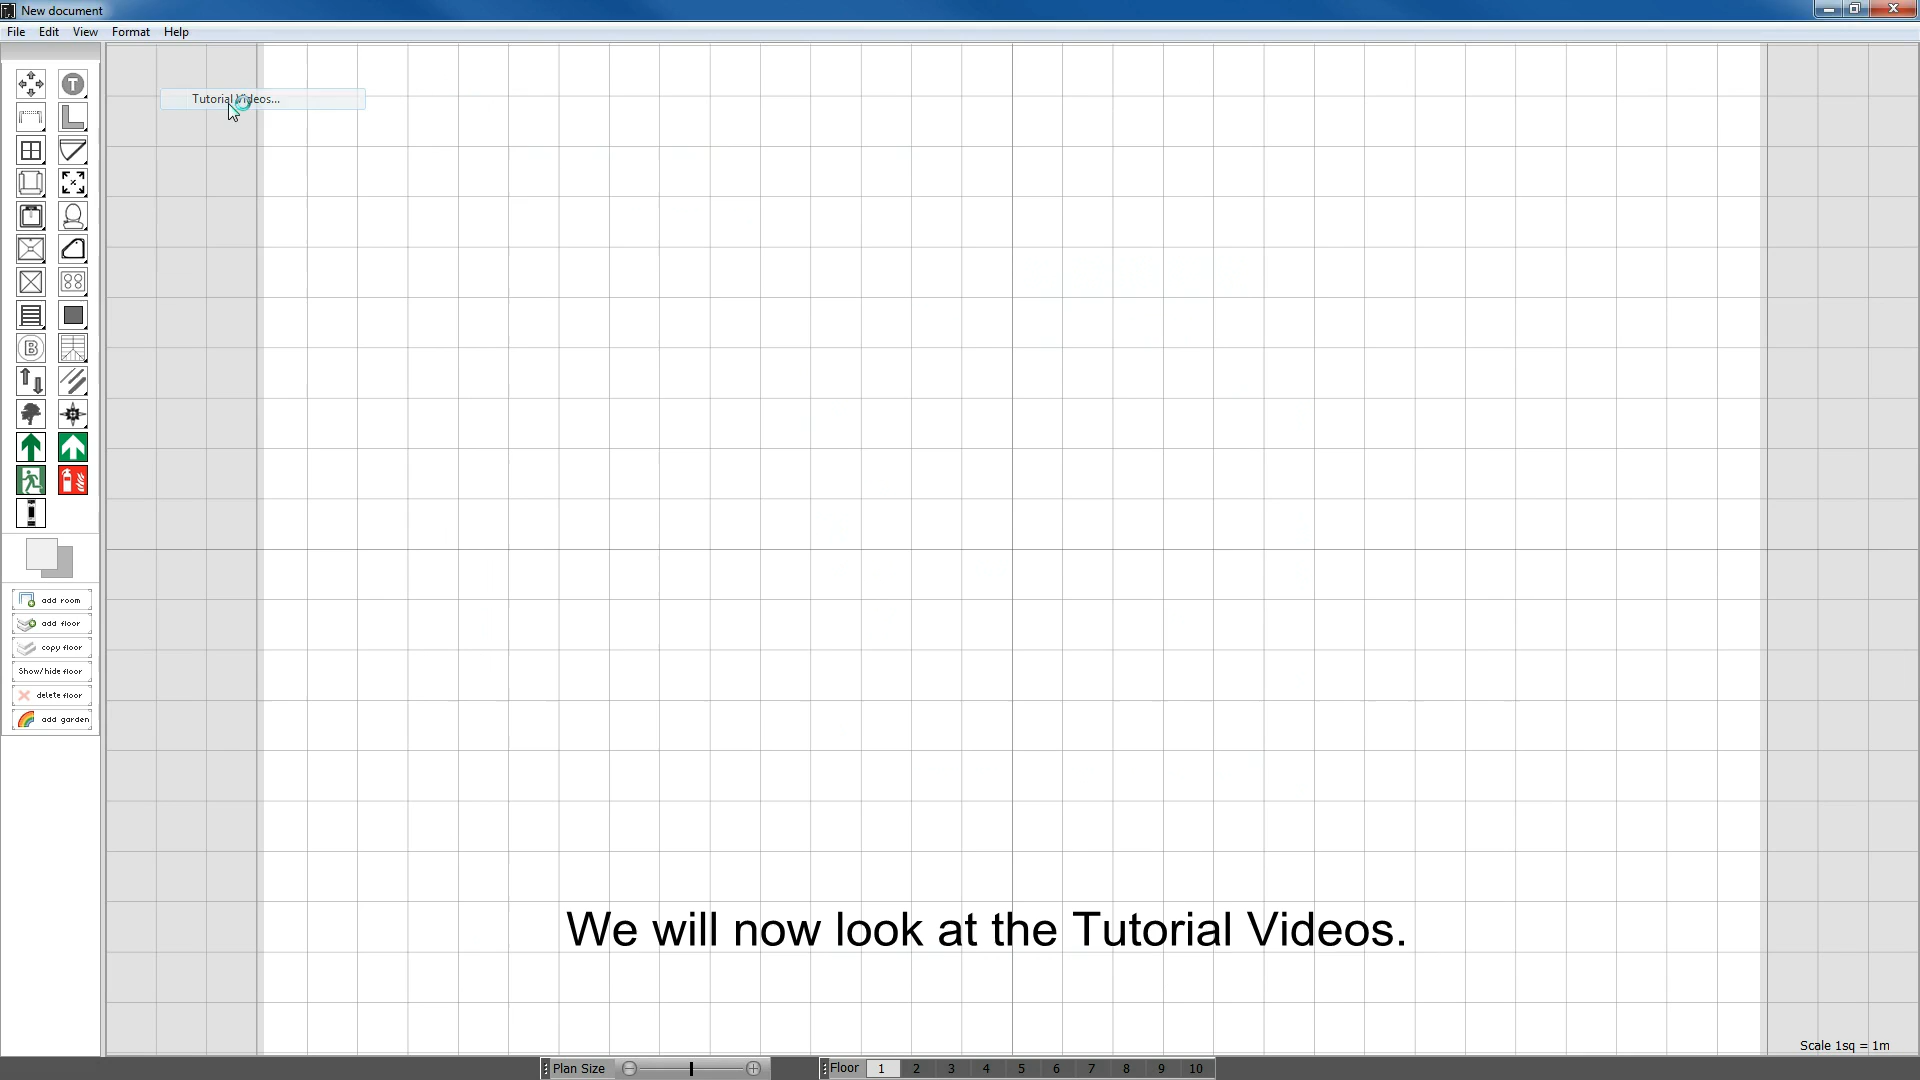 New document
File Edit View Format Help
Tutorial Videos...
T
B
add room
add floor
copy floor
Show/hide floor
delete floor
add garden
We will now look at the Tutorial Videos.
Scale 1sq = 1m
Plan Size
Floor 1 2 3 4 5 6 7 8 9 10